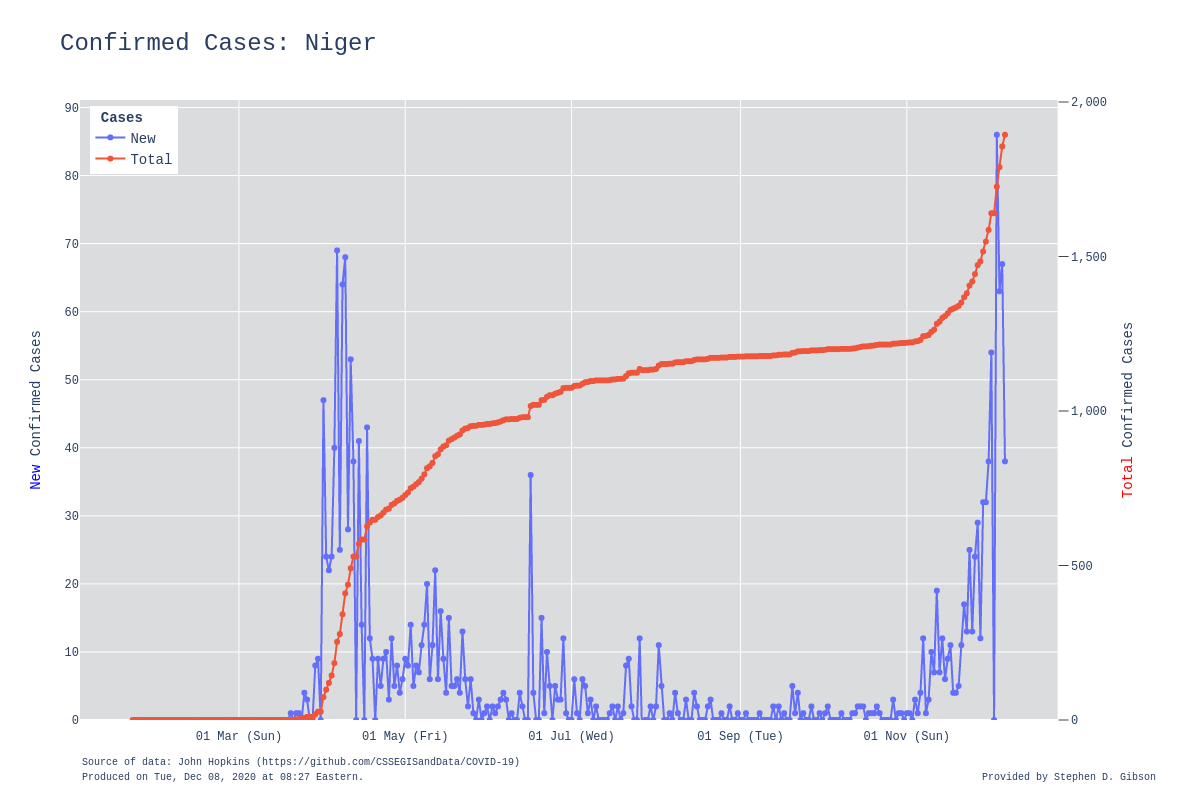 Confirmed Cases: Niger
Cases
New
Total
90
80
70
60
50
40
30
20
10
0
New Confirmed Cases
2,000
1,500
1,000
500
0
Total Confirmed Cases
01 Mar (Sun)
01 May (Fri)
01 Jul (Wed)
01 Sep (Tue)
01 Nov (Sun)
Source of data: John Hopkins (https://github.com/CSSEGISandData/COVID-19)
Produced on Tue, Dec 08, 2020 at 08:27 Eastern.
Provided by Stephen D. Gibson